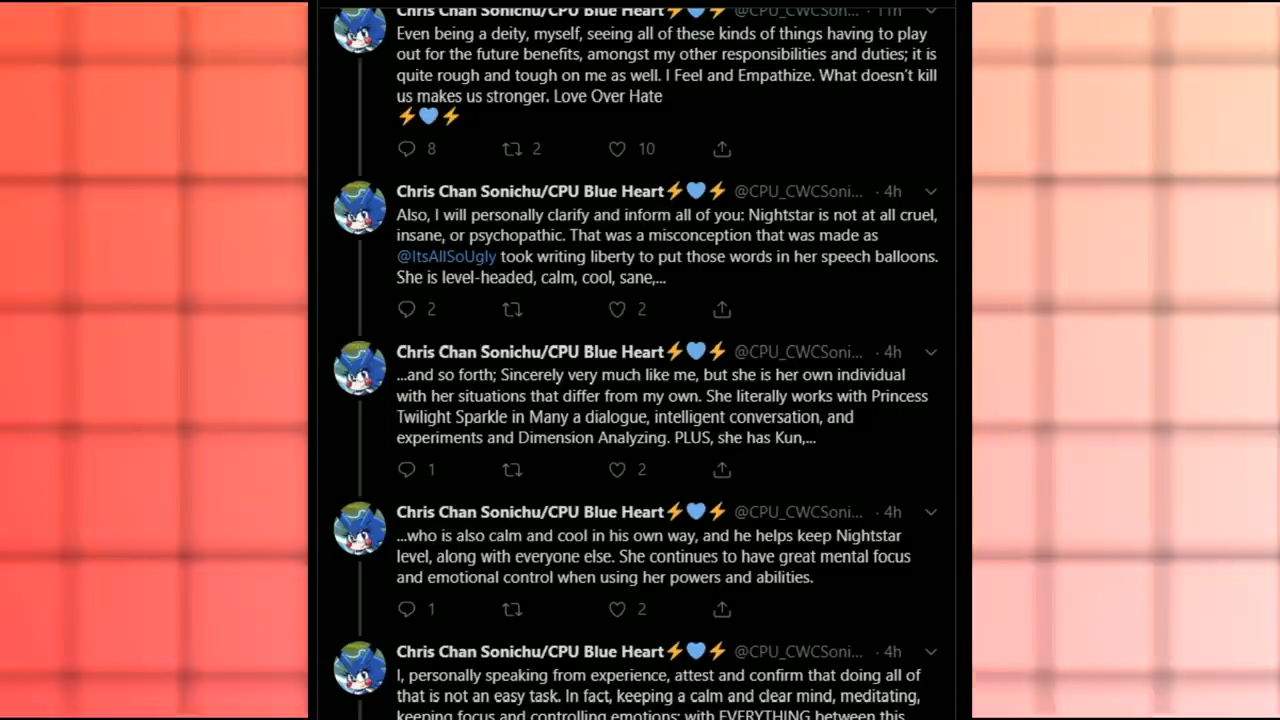 Chris Chan Sonichu/CPU Blue Heart⚡💙⚡ @CPU_CWCSon... · 11h
Even being a deity, myself, seeing all of these kinds of things having to play
out for the future benefits, amongst my other responsibilities and duties; it is
quite rough and tough on me as well. I Feel and Empathize. What doesn't kill
us makes us stronger. Love Over Hate
⚡💙⚡
8 2 10
Chris Chan Sonichu/CPU Blue Heart⚡💙⚡ @CPU_CWCSoni... · 4h
Also, I will personally clarify and inform all of you: Nightstar is not at all cruel,
insane, or psychopathic. That was a misconception that was made as
@ItsAllSoUgly took writing liberty to put those words in her speech balloons.
She is level-headed, calm, cool, sane,...
2 2
Chris Chan Sonichu/CPU Blue Heart⚡💙⚡ @CPU_CWCSoni... · 4h
...and so forth; Sincerely very much like me, but she is her own individual
with her situations that differ from my own. She literally works with Princess
Twilight Sparkle in Many a dialogue, intelligent conversation, and
experiments and Dimension Analyzing. PLUS, she has Kun,...
1 2
Chris Chan Sonichu/CPU Blue Heart⚡💙⚡ @CPU_CWCSoni... · 4h
...who is also calm and cool in his own way, and he helps keep Nightstar
level, along with everyone else. She continues to have great mental focus
and emotional control when using her powers and abilities.
1 2
Chris Chan Sonichu/CPU Blue Heart⚡💙⚡ @CPU_CWCSoni... · 4h
I, personally speaking from experience, attest and confirm that doing all of
that is not an easy task. In fact, keeping a calm and clear mind, meditating,
keeping focus and controlling emotions; with EVERYTHING between this